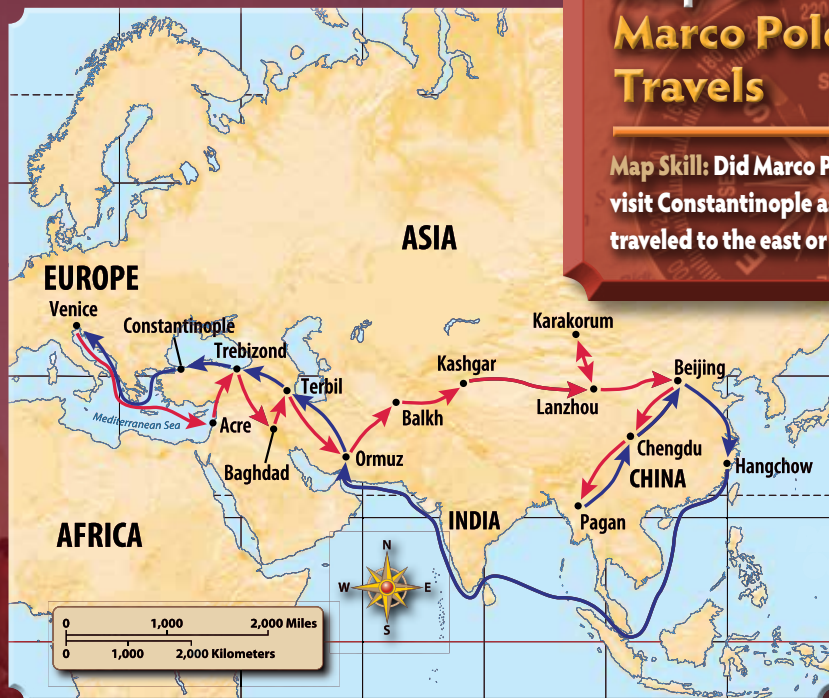 Marco Polo
Travels
Map Skill: Did Marco P
visit Constantinople a
traveled to the east or
ASIA
EUROPE
Venice
Constantinople
Trebizond
Terbil
Acre
Mediterranean Sea
Baghdad
Ormuz
Balkh
Kashgar
Karakorum
Lanzhou
Beijing
Chengdu
CHINA
Hangchow
Pagan
INDIA
AFRICA
N
W E
S
0 1,000 2,000 Miles
0 1,000 2,000 Kilometers